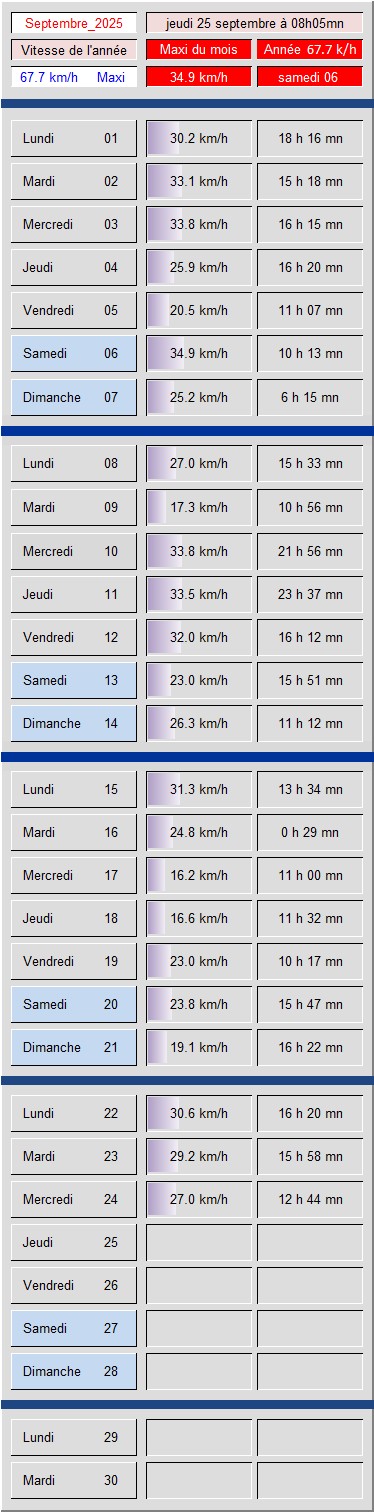 Septembre_2025 jeudi 25 septembre à 08h05mn
Vitesse de l'année Maxi du mois Année 67.7 k/h
67.7 km/h Maxi 34.9 km/h samedi 06
Lundi 01 30.2 km/h 18 h 16 mn
Mardi 02 33.1 km/h 15 h 18 mn
Mercredi 03 33.8 km/h 16 h 15 mn
Jeudi 04 25.9 km/h 16 h 20 mn
Vendredi 05 20.5 km/h 11 h 07 mn
Samedi 06 34.9 km/h 10 h 13 mn
Dimanche 07 25.2 km/h 6 h 15 mn
Lundi 08 27.0 km/h 15 h 33 mn
Mardi 09 17.3 km/h 10 h 56 mn
Mercredi 10 33.8 km/h 21 h 56 mn
Jeudi 11 33.5 km/h 23 h 37 mn
Vendredi 12 32.0 km/h 16 h 12 mn
Samedi 13 23.0 km/h 15 h 51 mn
Dimanche 14 26.3 km/h 11 h 12 mn
Lundi 15 31.3 km/h 13 h 34 mn
Mardi 16 24.8 km/h 0 h 29 mn
Mercredi 17 16.2 km/h 11 h 00 mn
Jeudi 18 16.6 km/h 11 h 32 mn
Vendredi 19 23.0 km/h 10 h 17 mn
Samedi 20 23.8 km/h 15 h 47 mn
Dimanche 21 19.1 km/h 16 h 22 mn
Lundi 22 30.6 km/h 16 h 20 mn
Mardi 23 29.2 km/h 15 h 58 mn
Mercredi 24 27.0 km/h 12 h 44 mn
Jeudi 25
Vendredi 26
Samedi 27
Dimanche 28
Lundi 29
Mardi 30